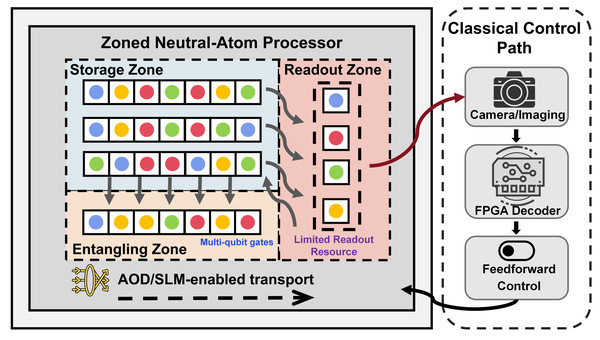 Zoned Neutral-Atom Processor
Storage Zone
Readout Zone
Entangling Zone
Multi-qubit gates
Limited Readout
Resource
AOD/SLM-enabled transport
Classical Control
Path
Camera/Imaging
FPGA Decoder
Feedforward
Control